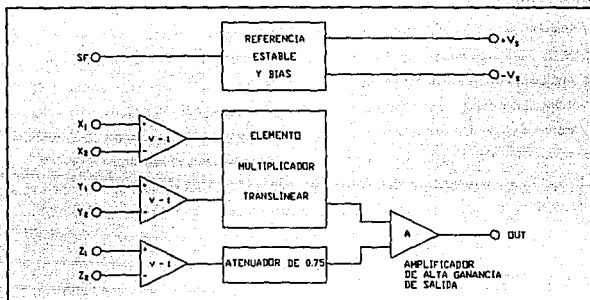 REFERENCIA
ESTABLE
Y BIAS
SF
+Vs
-Vs
X1
+
V-I
X2
-
ELEMENTO
MULTIPLICADOR
TRANSLINEAR
Y1
+
V-I
Y2
-
Z1
+
V-I
Z2
-
ATENUADOR DE 0.75
A
OUT
AMPLIFICADOR
DE ALTA GANANCIA
DE SALIDA